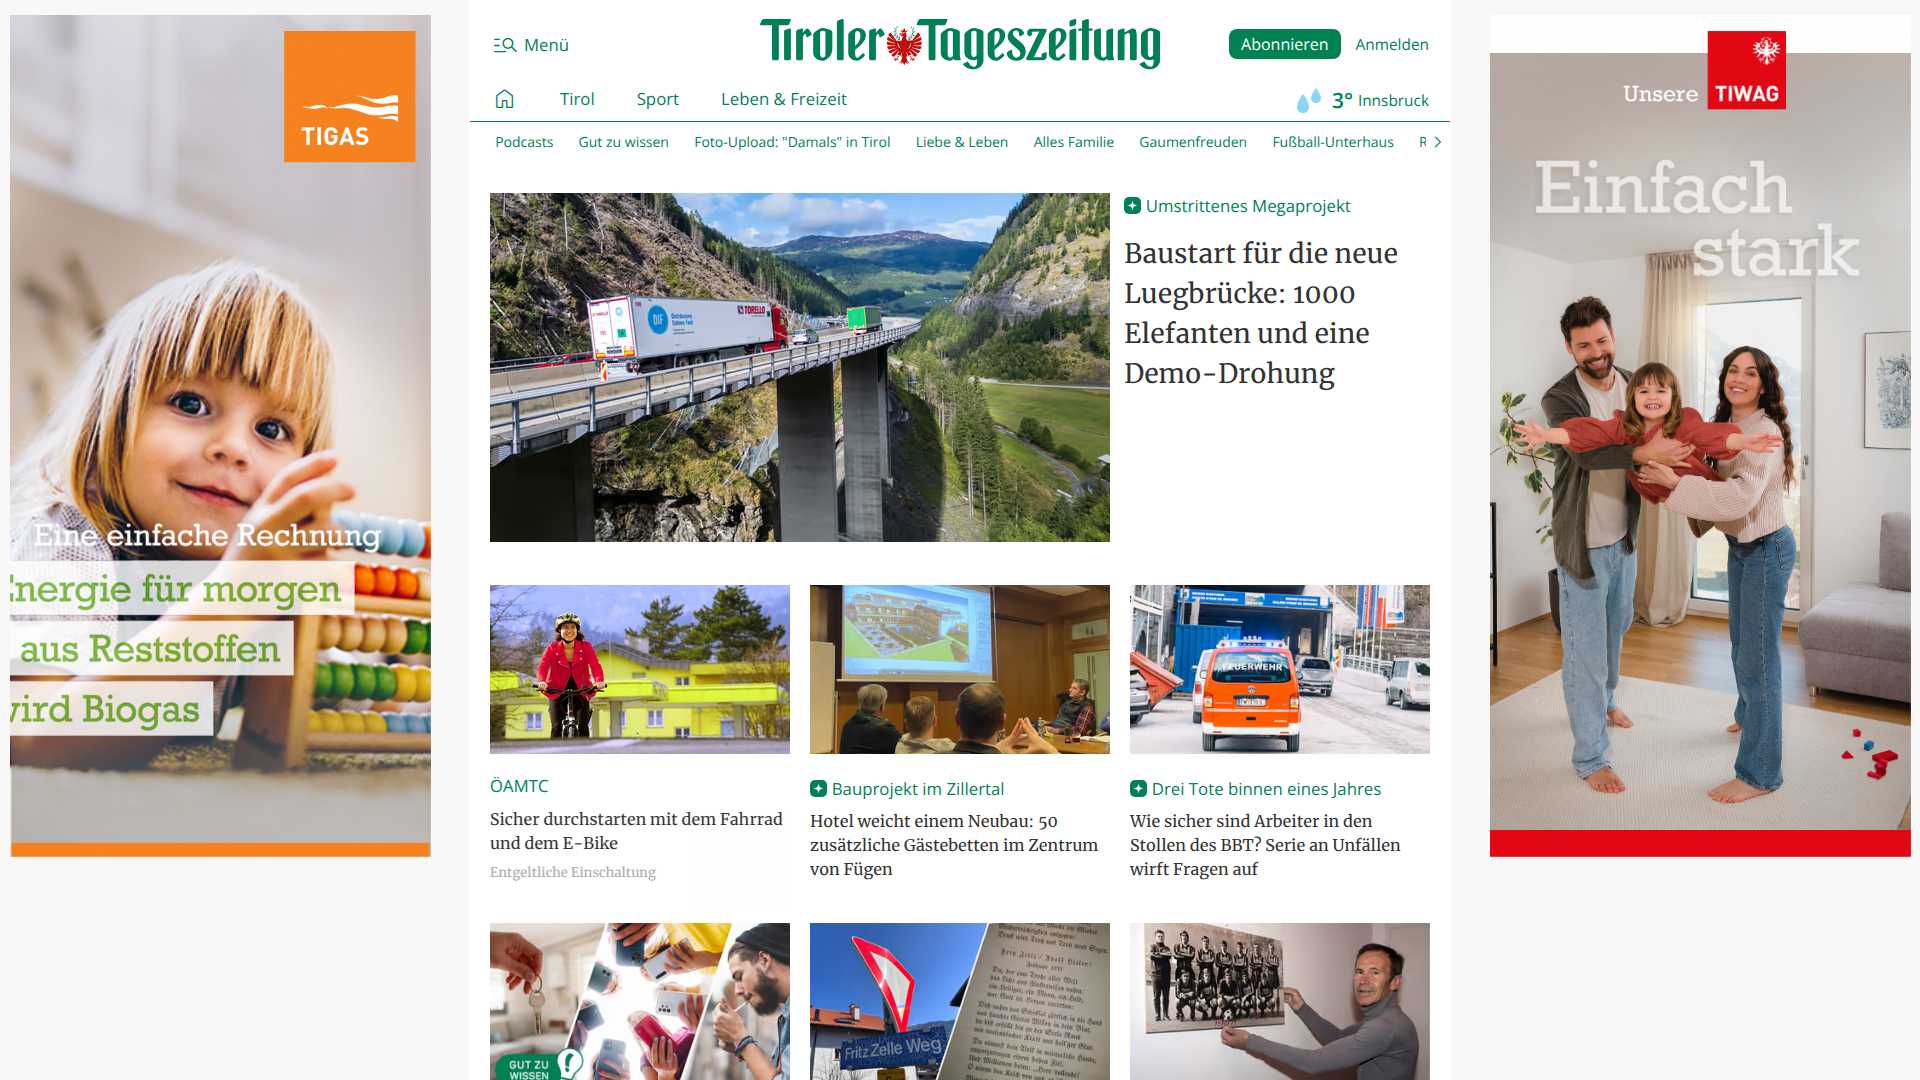 TIGAS
Eine einfache Rechnung
Energie für morgen
aus Reststoffen
wird Biogas
Menü
Tiroler Tageszeitung
Abonnieren
Anmelden
Tirol
Sport
Leben & Freizeit
3° Innsbruck
Podcasts
Gut zu wissen
Foto-Upload: "Damals" in Tirol
Liebe & Leben
Alles Familie
Gaumenfreuden
Fußball-Unterhaus
Umstrittenes Megaprojekt
Baustart für die neue
Luegbrücke: 1000
Elefanten und eine
Demo-Drohung
TORELLO
DIF
ÖAMTC
Sicher durchstarten mit dem Fahrrad
und dem E-Bike
Entgeltliche Einschaltung
Bauprojekt im Zillertal
Hotel weicht einem Neubau: 50
zusätzliche Gästebetten im Zentrum
von Fügen
FEUERWEHR
Drei Tote binnen eines Jahres
Wie sicher sind Arbeiter in den
Stollen des BBT? Serie an Unfällen
wirft Fragen auf
GUT ZU
WISSEN
Fritz Zelle Weg
Unsere
TIWAG
Einfach
stark